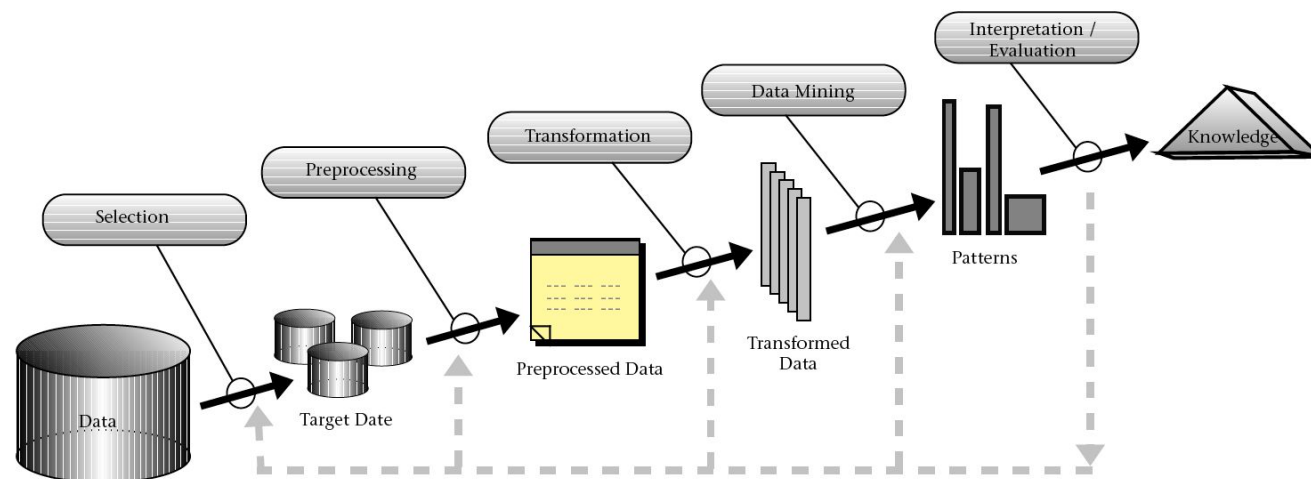 Interpretation /
Evaluation
Data Mining
Transformation
Preprocessing
Selection
Data
Target Date
Preprocessed Data
Transformed
Data
Patterns
Knowledge